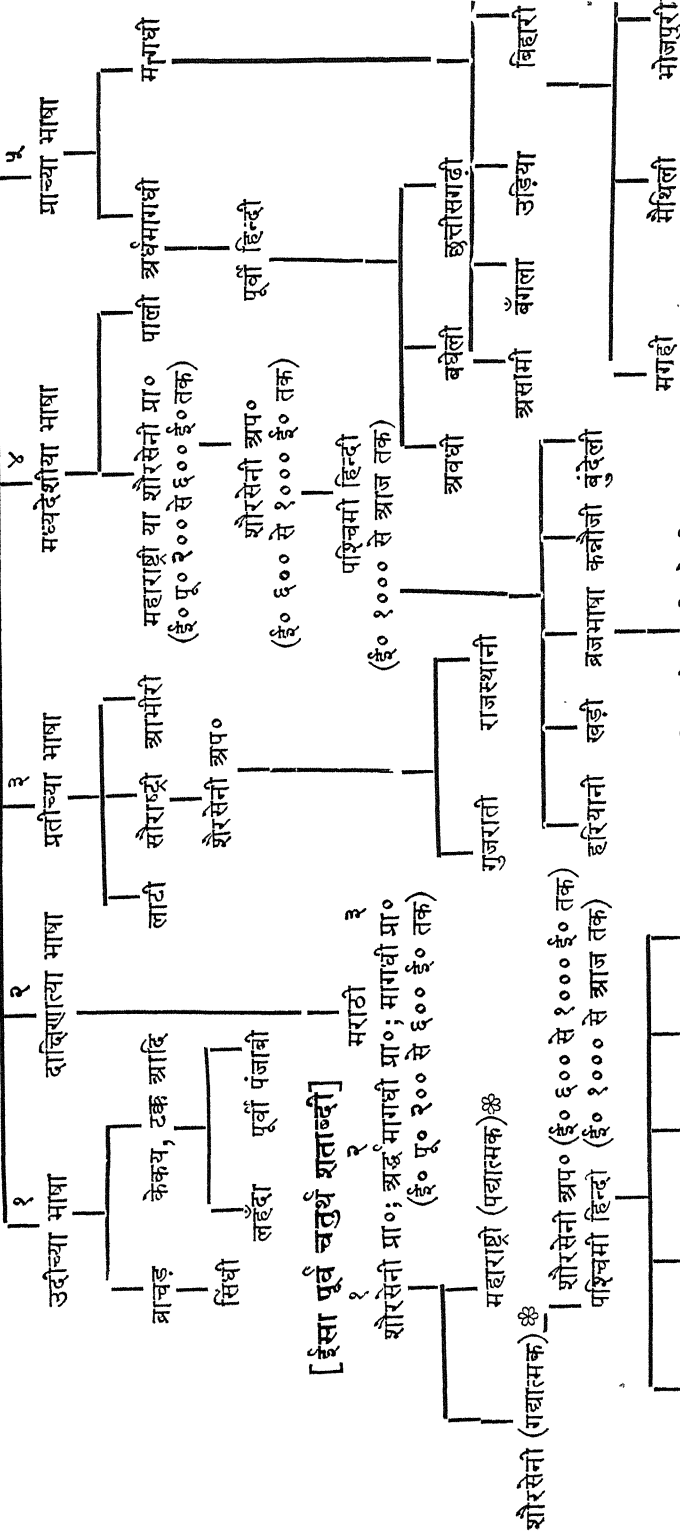 १ २ ३ ४ ५
उदीच्या भाषा दाक्षिणात्या भाषा प्रतीच्या भाषा मध्यदेशीया भाषा प्राच्या भाषा
ब्राचड़ केकय, टक्क आदि लाटी सौराष्ट्री आभीरी महाराष्ट्री या शौरसेनी प्रा० पाली अर्धमागधी मागधी
(ई० पू० २०० से ६०० ई० तक)
सिंधी शौरसेनी अप०
लहँदा पूर्वी पंजाबी शौरसेनी अप० पूर्वी हिन्दी
(ई० ६०० से १००० ई० तक)
[ईसा पूर्व चतुर्थ शताब्दी]
मराठी पश्चिमी हिन्दी
१ २ ३
(ई० १००० से आज तक)
शौरसेनी प्रा०; अर्द्ध मागधी प्रा०; मागधी प्रा०
(ई० पू० २०० से ६०० ई० तक)
अवधी बघेली छत्तीसगढ़ी
महाराष्ट्री (पद्यात्मक)❀ गुजराती राजस्थानी
शौरसेनी (गद्यात्मक)❀ असामी बँगला उड़िया बिहारी
शौरसेनी अप० (ई० ६०० से १००० ई० तक)
पश्चिमी हिन्दी (ई० १००० से आज तक) हरियानी खड़ी ब्रजभाषा कन्नौजी बुंदेली
मगही मैथिली भोजपुरी